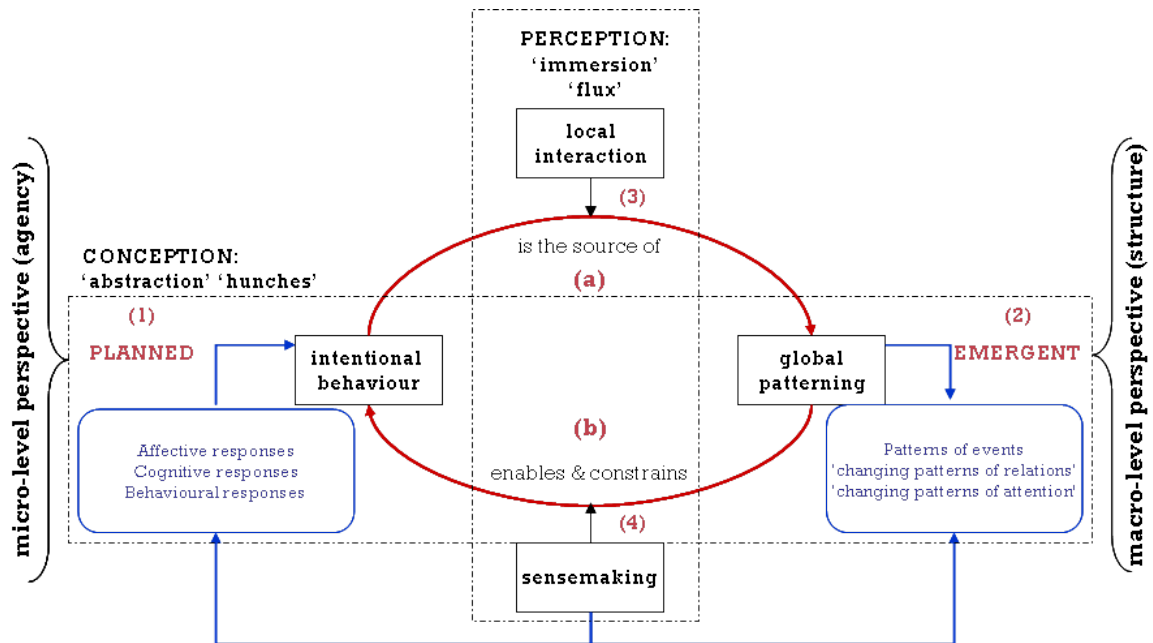 PERCEPTION:
‘immersion’
‘flux’
local
interaction
(3)
is the source of
(a)
micro-level perspective (agency)
CONCEPTION:
‘abstraction’ ‘hunches’
(1)
PLANNED
intentional
behaviour
Affective responses
Cognitive responses
Behavioural responses
(b)
enables & constrains
(4)
sensemaking
global
patterning
(2)
EMERGENT
Patterns of events
'changing patterns of relations'
'changing patterns of attention'
macro-level perspective (structure)